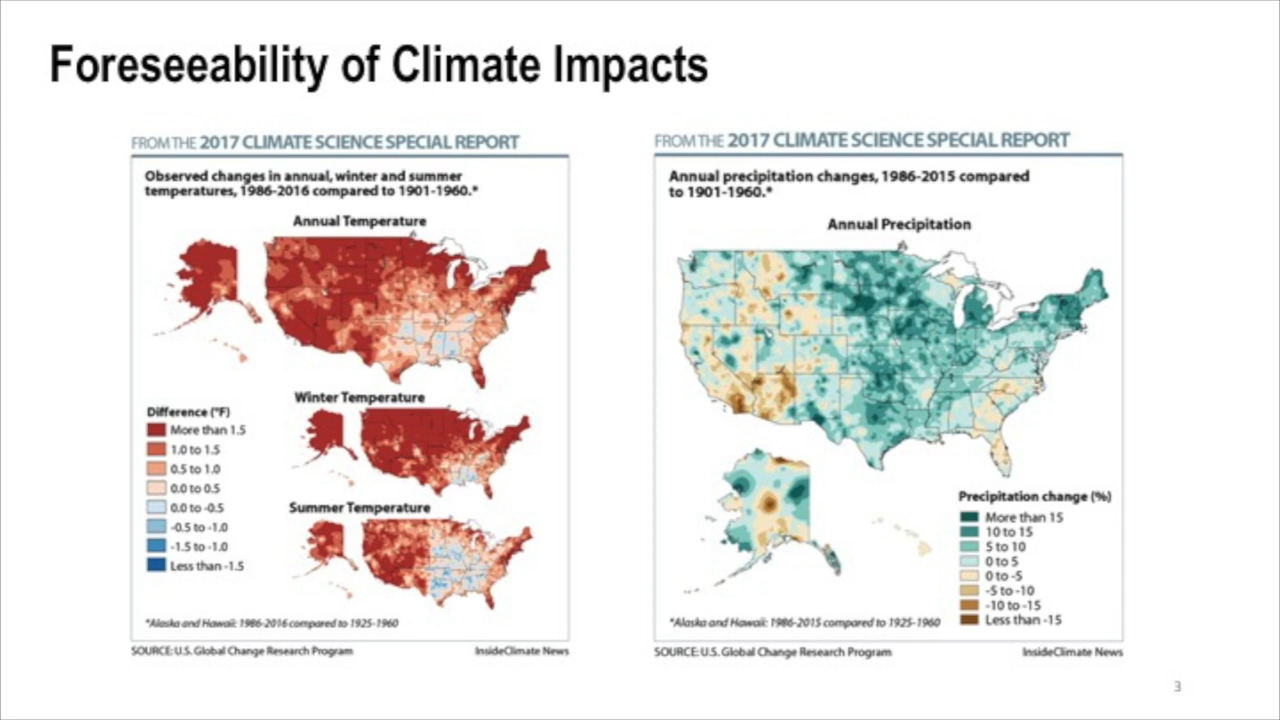 Foreseeability of Climate Impacts
FROM THE 2017 CLIMATE SCIENCE SPECIAL REPORT
Observed changes in annual, winter and summer
temperatures, 1986-2016 compared to 1901-1960.*
Annual Temperature
Winter Temperature
Difference (°F)
More than 1.5
1.0 to 1.5
0.5 to 1.0
0.0 to 0.5
0.0 to -0.5
-0.5 to -1.0
-1.5 to -1.0
Less than -1.5
Summer Temperature
*Alaska and Hawaii: 1986-2016 compared to 1925-1960
SOURCE: U.S. Global Change Research Program
InsideClimate News
FROM THE 2017 CLIMATE SCIENCE SPECIAL REPORT
Annual precipitation changes, 1986-2015 compared
to 1901-1960.*
Annual Precipitation
Precipitation change (%)
More than 15
10 to 15
5 to 10
0 to 5
0 to -5
-5 to -10
-10 to -15
Less than -15
*Alaska and Hawaii: 1986-2015 compared to 1925-1960
SOURCE: U.S. Global Change Research Program
InsideClimate News
3